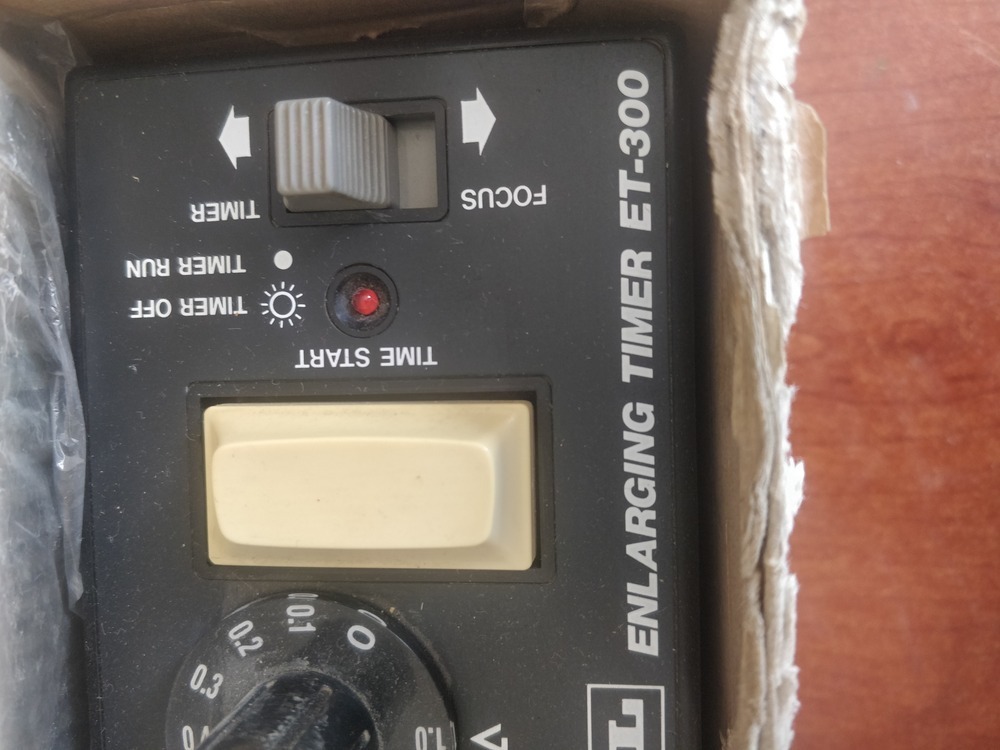 ENLARGING TIMER ET-300
FOCUS
TIMER
TIMER RUN
TIMER OFF
TIME START
0
0.1
0.2
0.3
1.0